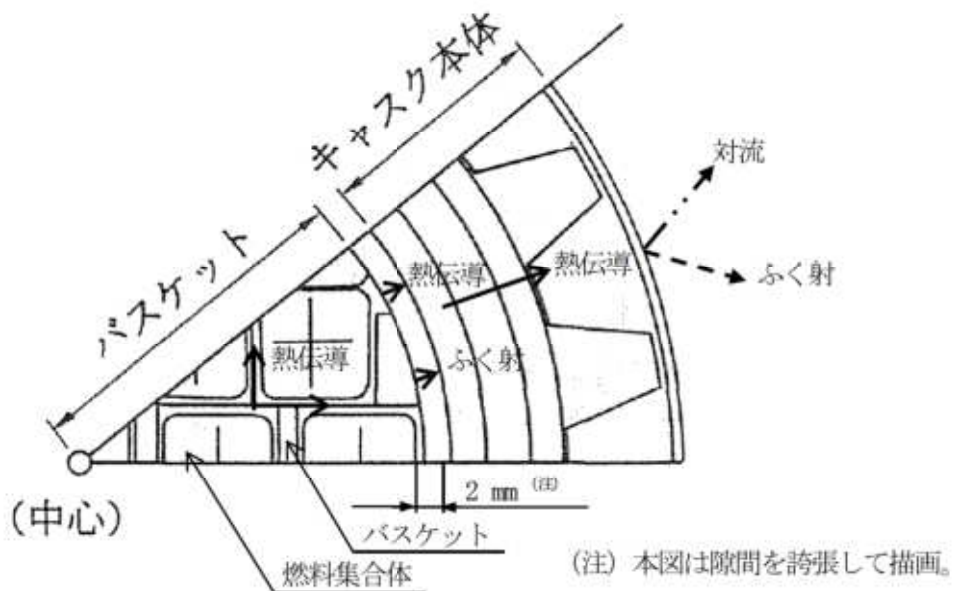 キャスク本体
バスケット
対流
熱伝導
熱伝導
ふく射
熱伝導
ふく射
(中心)
2 mm (注)
バスケット
燃料集合体
(注) 本図は隙間を誇張して描画。